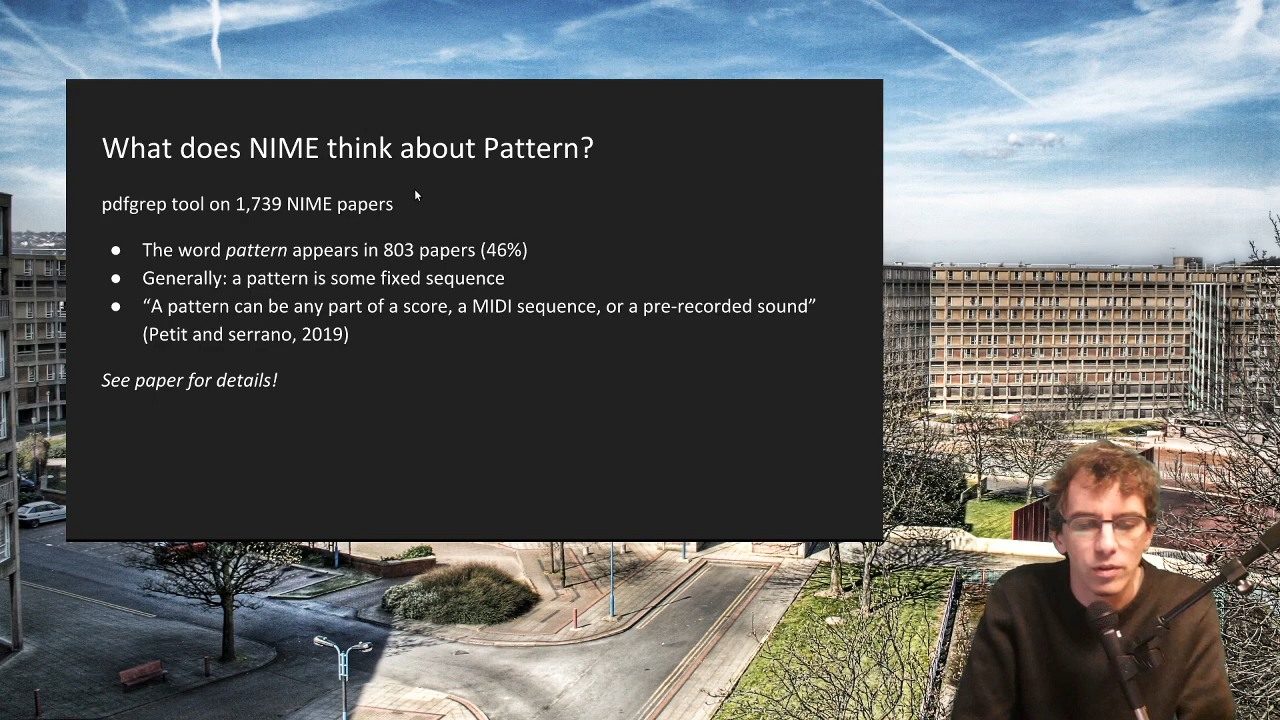 What does NIME think about Pattern?
pdfgrep tool on 1,739 NIME papers
● The word pattern appears in 803 papers (46%)
● Generally: a pattern is some fixed sequence
● “A pattern can be any part of a score, a MIDI sequence, or a pre-recorded sound”
(Petit and serrano, 2019)
See paper for details!